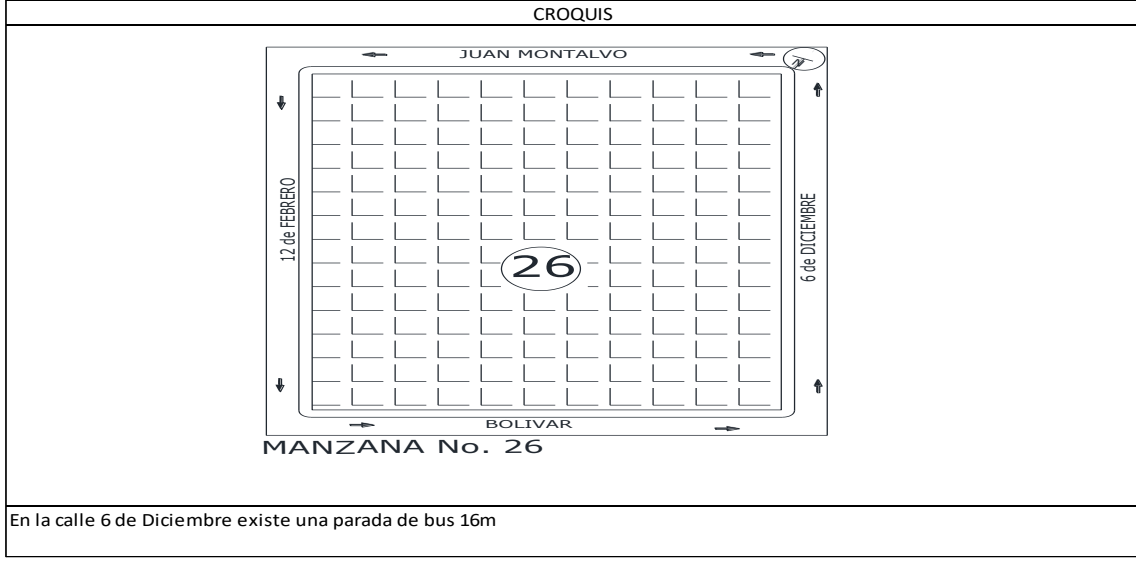 CROQUIS
JUAN MONTALVO
N
12 de FEBRERO
6 de DICIEMBRE
26
BOLIVAR
MANZANA No. 26
En la calle 6 de Diciembre existe una parada de bus 16m